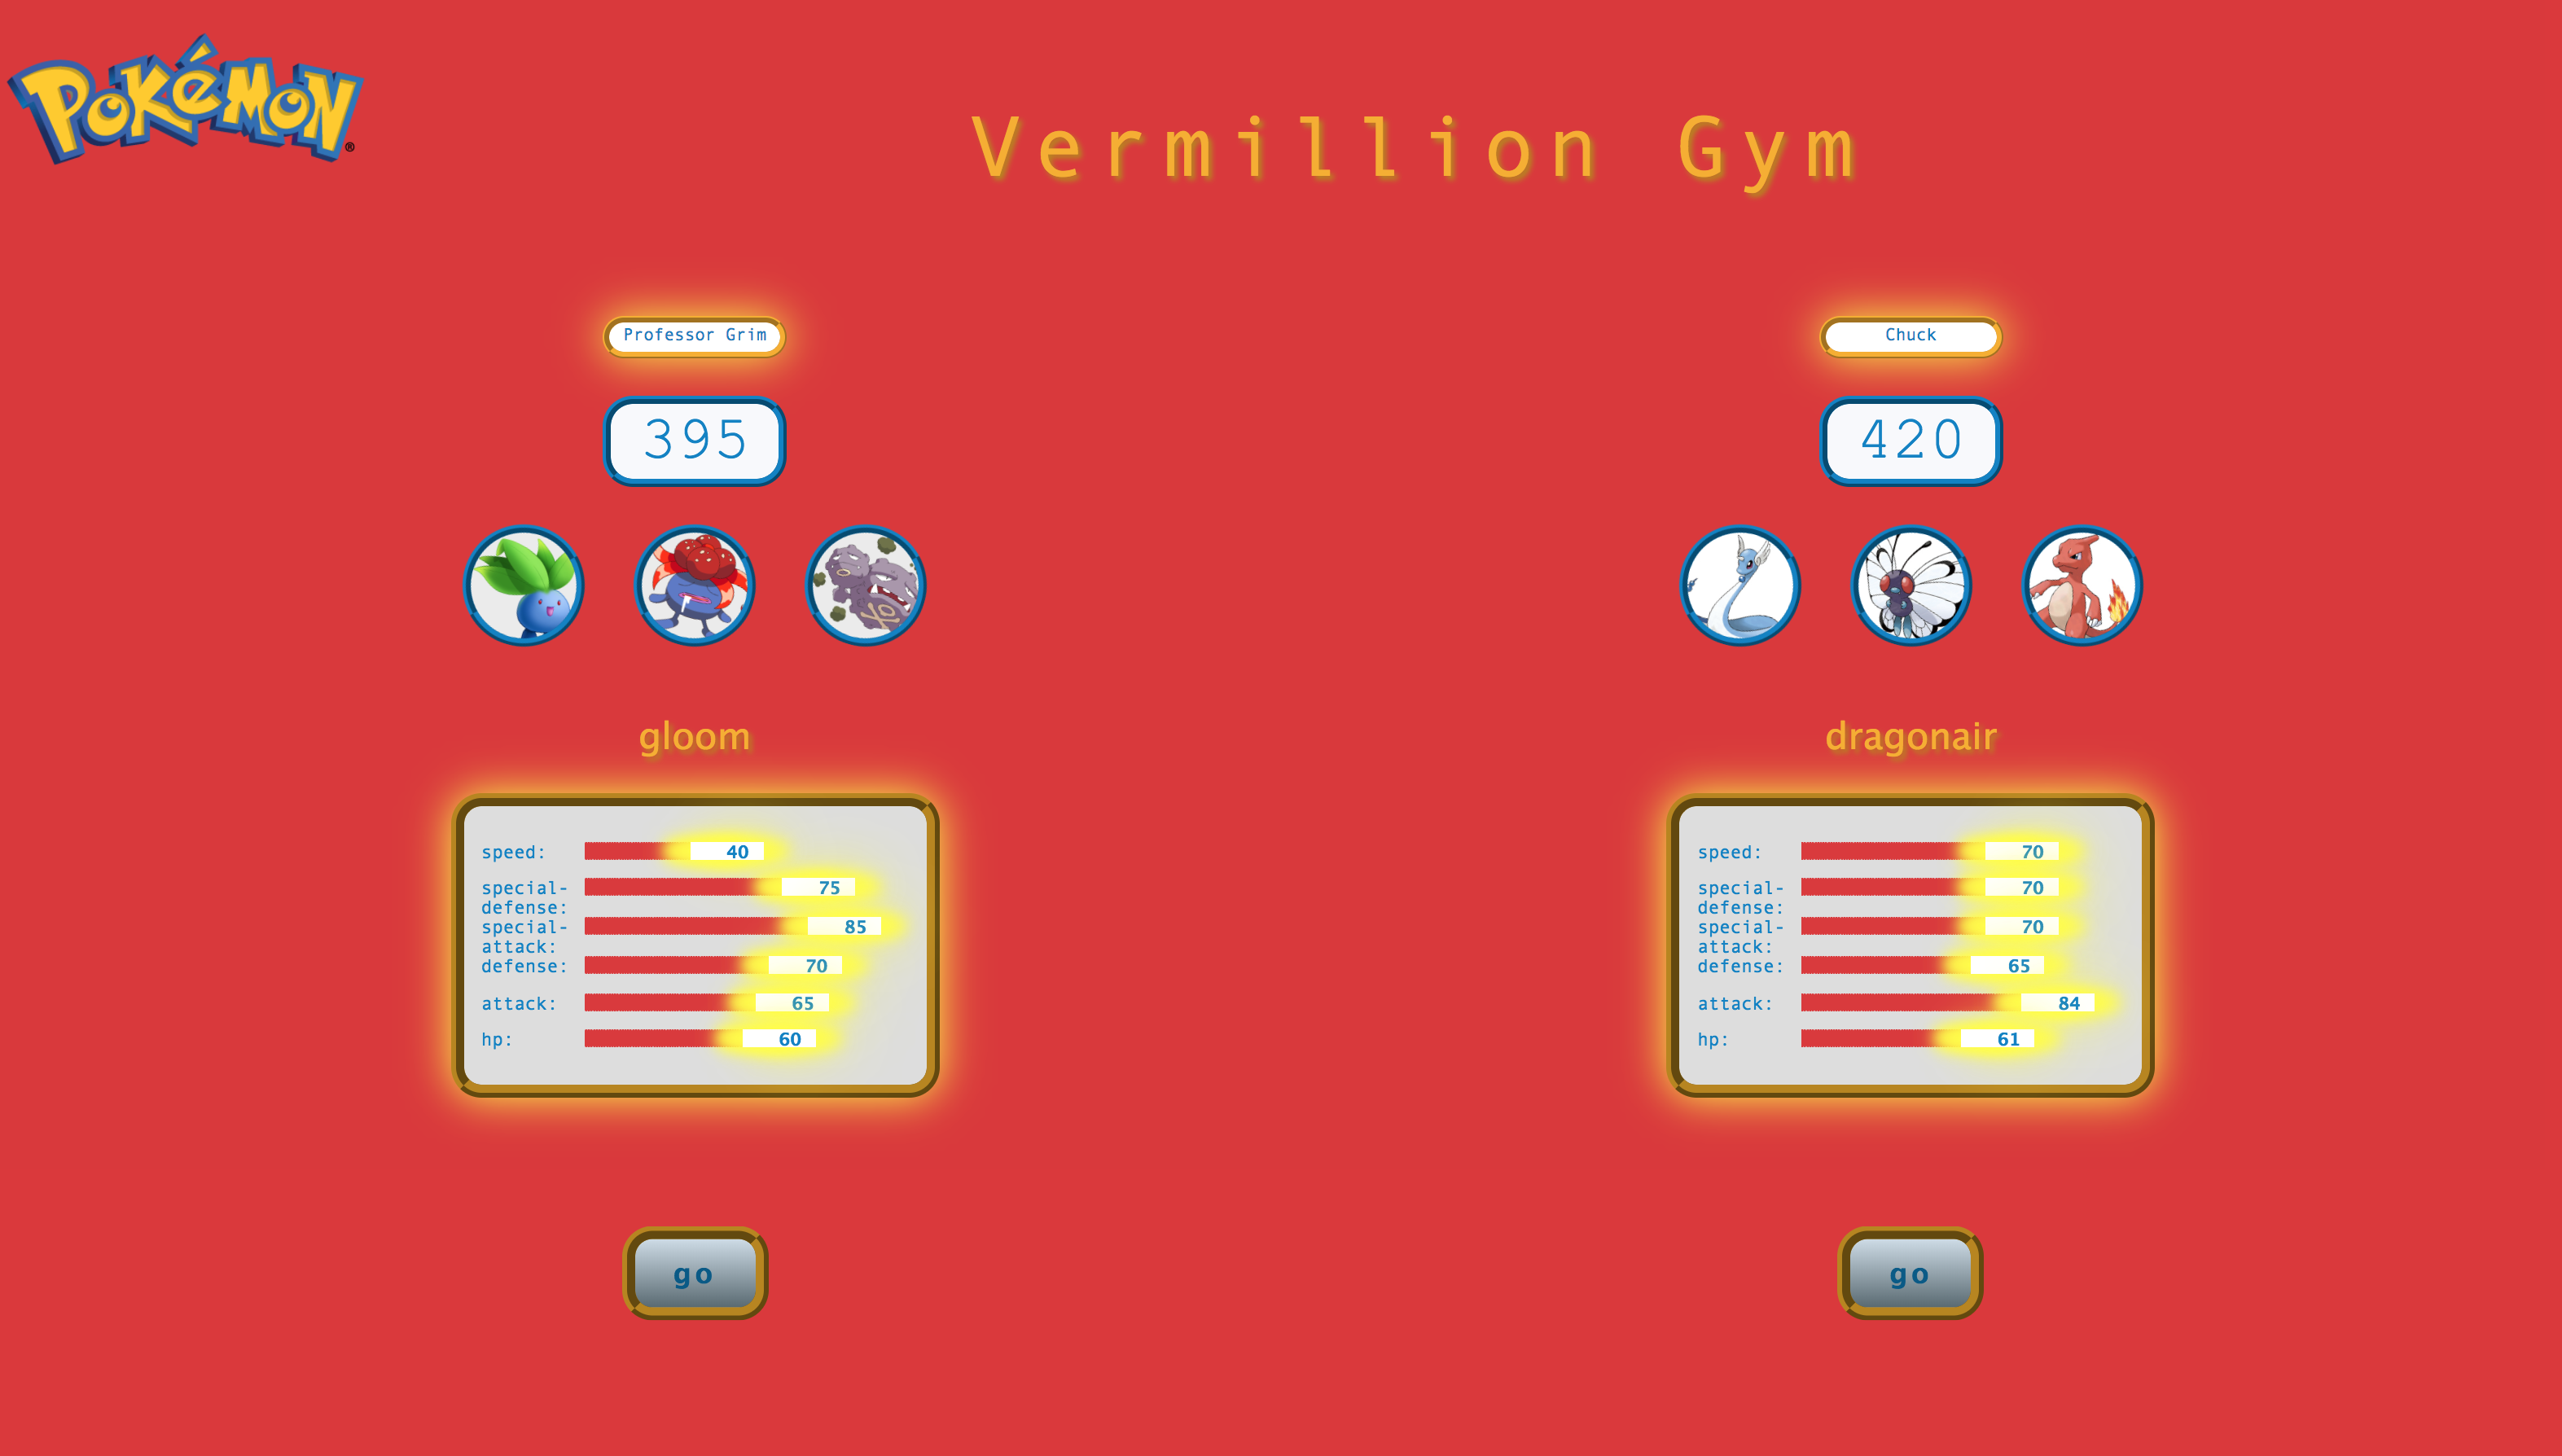 POKéMON®
Vermillion Gym
Professor Grim
395
gloom
speed: 40
special- 75
defense:
special- 85
attack:
defense: 70
attack: 65
hp: 60
go
Chuck
420
dragonair
speed: 70
special- 70
defense:
special- 70
attack:
defense: 65
attack: 84
hp: 61
go